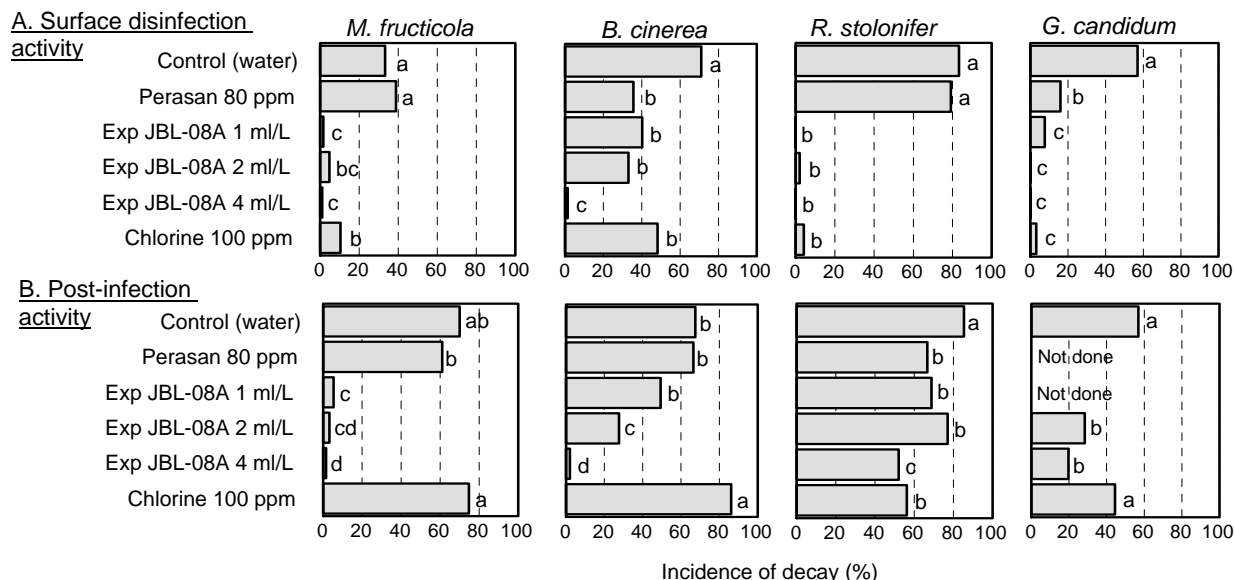 A. Surface disinfection
activity
M. fructicola B. cinerea R. stolonifer G. candidum
Control (water) a a a a
Perasan 80 ppm a b a b
Exp JBL-08A 1 ml/L c b b c
Exp JBL-08A 2 ml/L bc b b c
Exp JBL-08A 4 ml/L c c b c
Chlorine 100 ppm b b b c
0 20 40 60 80 100 0 20 40 60 80 100 0 20 40 60 80 100 0 20 40 60 80 100
B. Post-infection
activity
Control (water) ab b a a
Perasan 80 ppm b b b Not done
Exp JBL-08A 1 ml/L c b b Not done
Exp JBL-08A 2 ml/L cd c b b
Exp JBL-08A 4 ml/L d d c b
Chlorine 100 ppm a a b a
0 20 40 60 80 100 0 20 40 60 80 100 0 20 40 60 80 100 0 20 40 60 80 100
Incidence of decay (%)